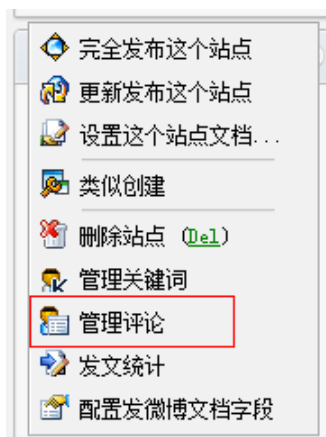 完全发布这个站点
更新发布这个站点
设置这个站点文档...
类似创建
删除站点 (Del)
管理关键词
管理评论
发文统计
配置发微博文档字段